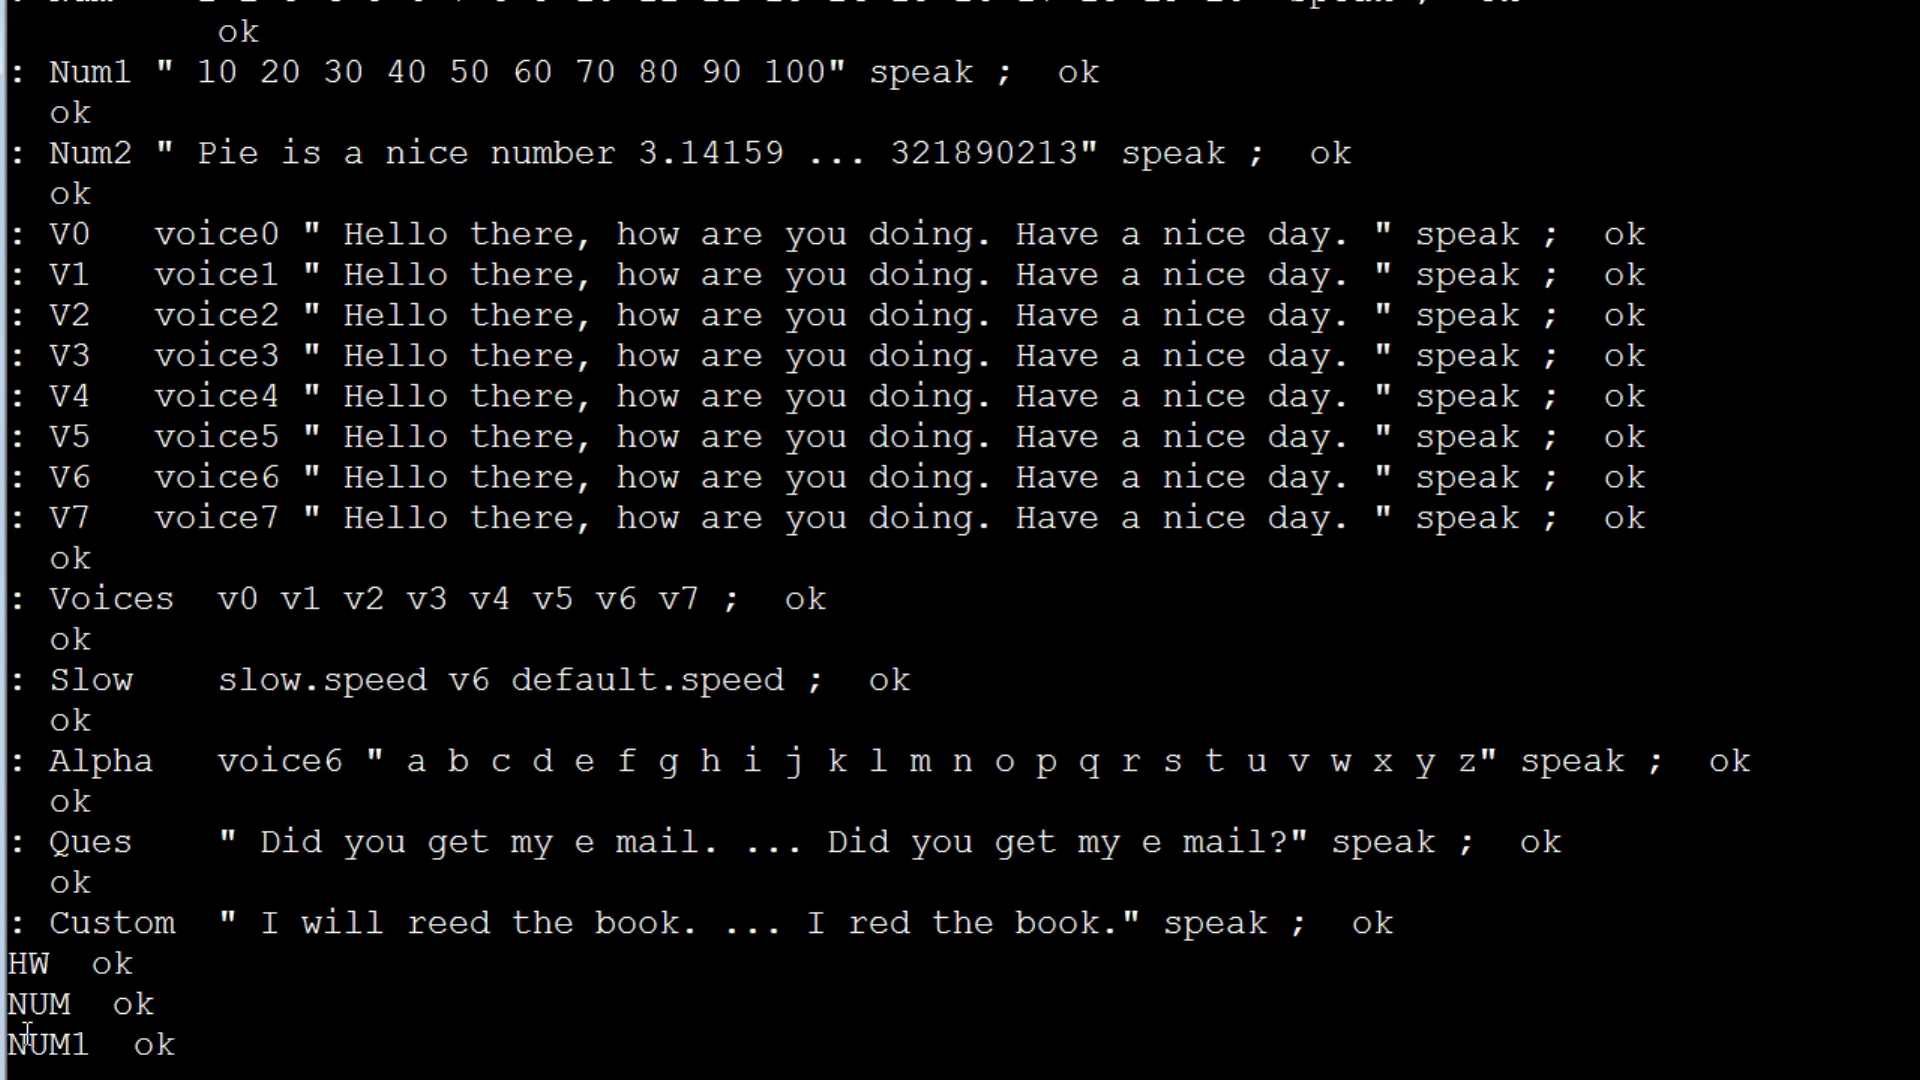 ok
: Num1 " 10 20 30 40 50 60 70 80 90 100" speak ;  ok
ok
: Num2 " Pie is a nice number 3.14159 ... 321890213" speak ;  ok
ok
: V0   voice0 " Hello there, how are you doing. Have a nice day. " speak ;  ok
: V1   voice1 " Hello there, how are you doing. Have a nice day. " speak ;  ok
: V2   voice2 " Hello there, how are you doing. Have a nice day. " speak ;  ok
: V3   voice3 " Hello there, how are you doing. Have a nice day. " speak ;  ok
: V4   voice4 " Hello there, how are you doing. Have a nice day. " speak ;  ok
: V5   voice5 " Hello there, how are you doing. Have a nice day. " speak ;  ok
: V6   voice6 " Hello there, how are you doing. Have a nice day. " speak ;  ok
: V7   voice7 " Hello there, how are you doing. Have a nice day. " speak ;  ok
ok
: Voices  v0 v1 v2 v3 v4 v5 v6 v7 ;  ok
ok
: Slow    slow.speed v6 default.speed ;  ok
ok
: Alpha   voice6 " a b c d e f g h i j k l m n o p q r s t u v w x y z" speak ;  ok
ok
: Ques    " Did you get my e mail. ... Did you get my e mail?" speak ;  ok
ok
: Custom  " I will reed the book. ... I red the book." speak ;  ok
HW  ok
NUM  ok
NUM1  ok